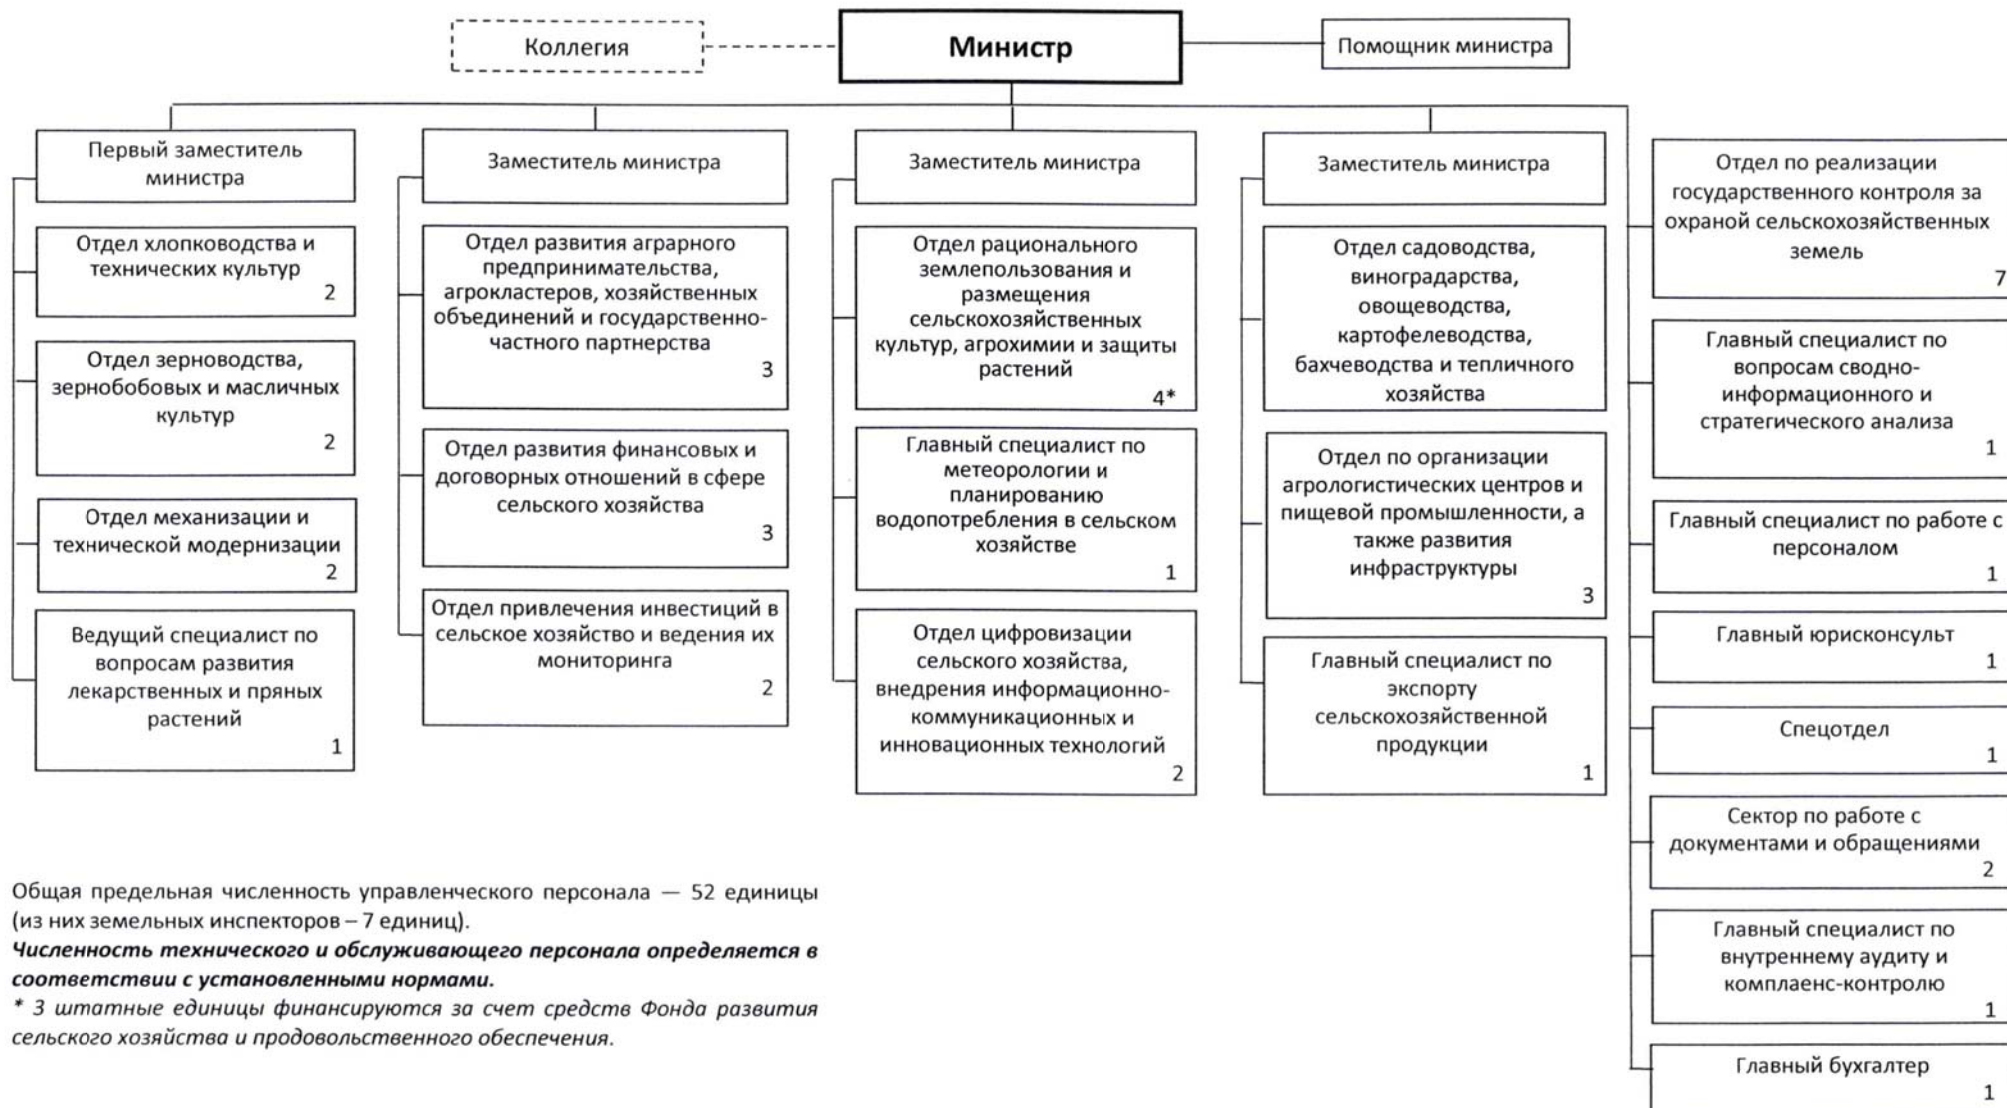 Коллегия
Министр
Помощник министра
Первый заместитель
министра
Отдел хлопководства и
технических культур
2
Отдел зерноводства,
зернобобовых и масличных
культур
2
Отдел механизации и
технической модернизации
2
Ведущий специалист по
вопросам развития
лекарственных и пряных
растений
1
Заместитель министра
Отдел развития аграрного
предпринимательства,
агрокластеров, хозяйственных
объединений и государственно-
частного партнерства
3
Отдел развития финансовых и
договорных отношений в сфере
сельского хозяйства
3
Отдел привлечения инвестиций в
сельское хозяйство и ведения их
мониторинга
2
Заместитель министра
Отдел рационального
землепользования и
размещения
сельскохозяйственных
культур, агрохимии и защиты
растений
4*
Главный специалист по
метеорологии и
планированию
водопотребления в сельском
хозяйстве
1
Отдел цифровизации
сельского хозяйства,
внедрения информационно-
коммуникационных и
инновационных технологий
2
Заместитель министра
Отдел садоводства,
виноградарства,
овощеводства,
картофелеводства,
бахчеводства и тепличного
хозяйства
Отдел по организации
агрологистических центров и
пищевой промышленности, а
также развития
инфраструктуры
3
Главный специалист по
экспорту
сельскохозяйственной
продукции
1
Отдел по реализации
государственного контроля за
охраной сельскохозяйственных
земель
7
Главный специалист по
вопросам сводно-
информационного и
стратегического анализа
1
Главный специалист по работе с
персоналом
1
Главный юрисконсульт
1
Спецотдел
1
Сектор по работе с
документами и обращениями
2
Главный специалист по
внутреннему аудиту и
комплаенс-контролю
1
Главный бухгалтер
1
Общая предельная численность управленческого персонала — 52 единицы
(из них земельных инспекторов – 7 единиц).
Численность технического и обслуживающего персонала определяется в
соответствии с установленными нормами.
* 3 штатные единицы финансируются за счет средств Фонда развития
сельского хозяйства и продовольственного обеспечения.